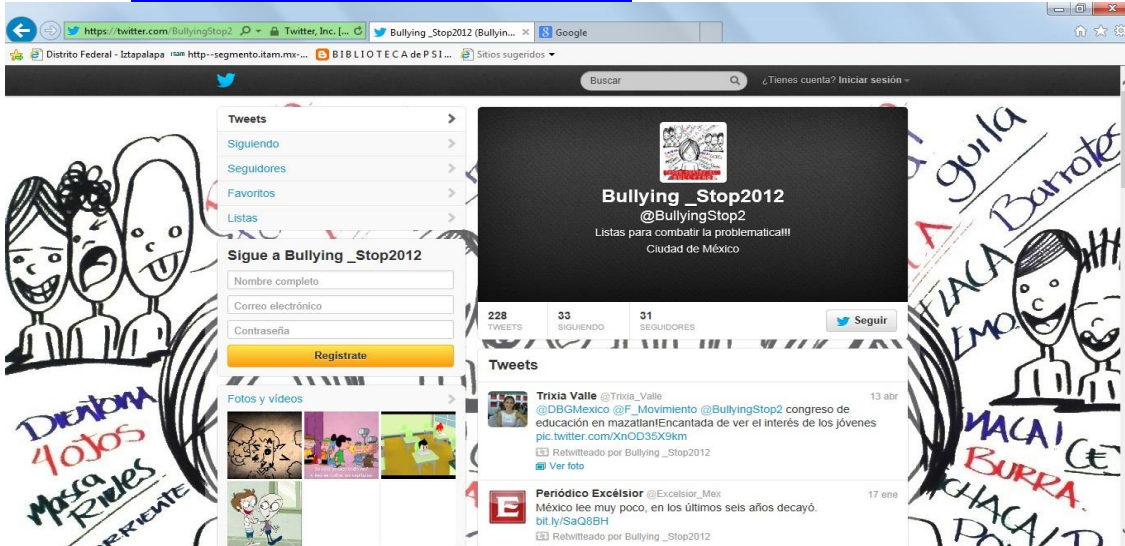 https://twitter.com/BullyingStop2
Twitter, Inc. [...
Bullying _Stop2012 (Bullyin...
Google
Distrito Federal - Iztapalapa
http--segmento.itam.mx-...
B I B L I O T E C A de P S I ...
Sitios sugeridos
Buscar
¿Tienes cuenta? Iniciar sesión
Tweets
Siguiendo
Seguidores
Favoritos
Listas
Sigue a Bullying _Stop2012
Nombre completo
Correo electrónico
Contraseña
Regístrate
Fotos y vídeos
Bullying _Stop2012
@BullyingStop2
Listas para combatir la problematica!!!
Ciudad de México
228
TWEETS
33
SIGUIENDO
31
SEGUIDORES
Seguir
Tweets
Trixia Valle @Trixia_Valle
13 abr
@DBGMexico @F_Movimiento @BullyingStop2 congreso de
educación en mazatlan!Encantada de ver el interés de los jóvenes
pic.twitter.com/XnOD35X9km
Retwitteado por Bullying _Stop2012
Ver foto
Periódico Excélsior @Excelsior_Mex
17 ene
México lee muy poco, en los últimos seis años decayó.
bit.ly/SaQ8BH
Retwitteado por Bullying _Stop2012
DIENTONA
4 OJOS
MOSCA
RIELES
guila
Barrotes
FLACA
EMO
BURRA